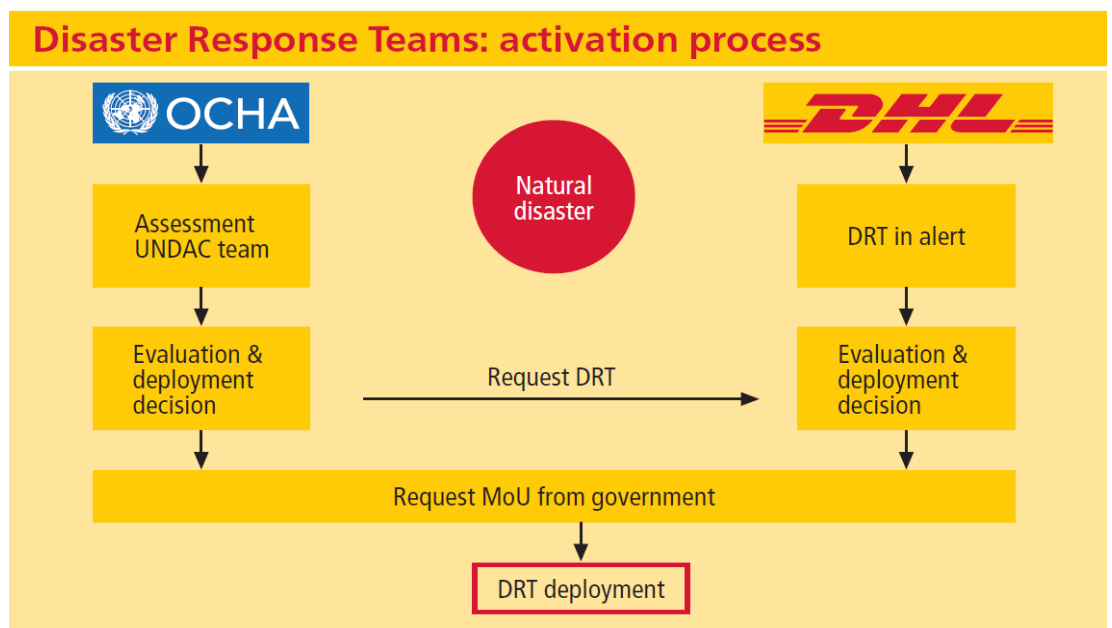 Disaster Response Teams: activation process
OCHA
DHL
Natural
disaster
Assessment
UNDAC team
DRT in alert
Evaluation &
deployment
decision
Request DRT
Evaluation &
deployment
decision
Request MoU from government
DRT deployment